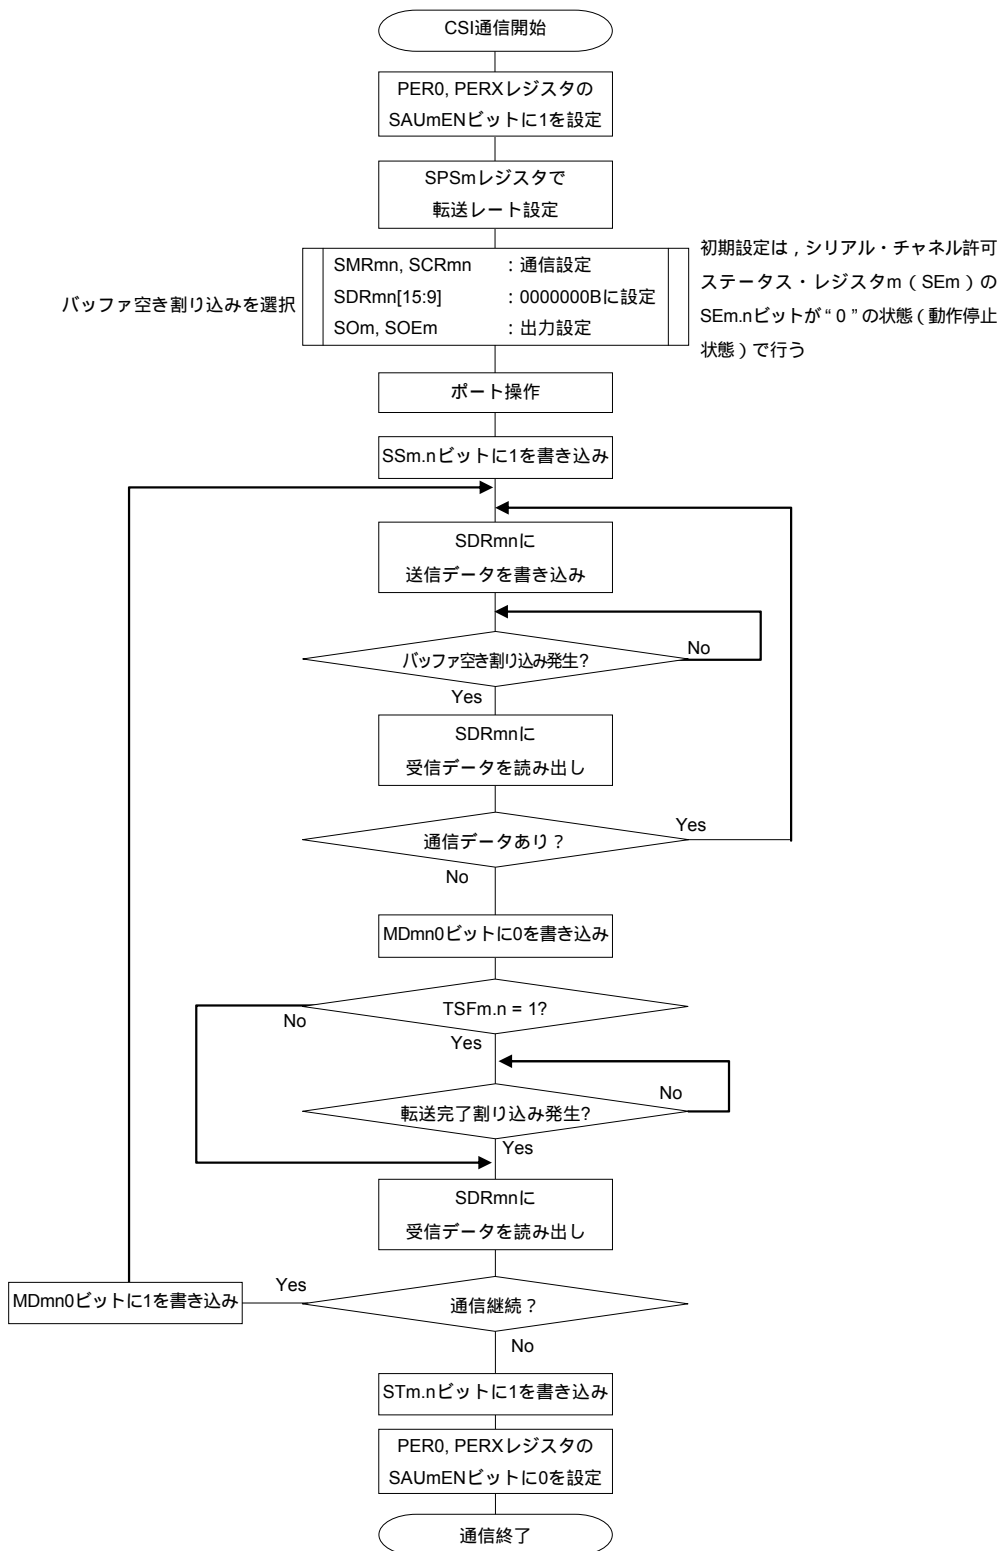 CSI通信開始
PER0, PERXレジスタの
SAUmENビットに1を設定
SPSmレジスタで
転送レート設定
バッファ空き割り込みを選択
SMRmn, SCRmn : 通信設定
SDRmn[15:9] : 0000000Bに設定
SOm, SOEm : 出力設定
初期設定は , シリアル・チャネル許可
ステータス・レジスタm ( SEm ) の
SEm.nビットが“ 0 ” の状態 ( 動作停止
状態 ) で行う
ポート操作
SSm.nビットに1を書き込み
SDRmnに
送信データを書き込み
バッファ空き割り込み発生?
No
Yes
SDRmnに
受信データを読み出し
通信データあり ?
Yes
No
MDmn0ビットに0を書き込み
TSFm.n = 1?
No
Yes
転送完了割り込み発生?
No
Yes
SDRmnに
受信データを読み出し
通信継続 ?
Yes
MDmn0ビットに1を書き込み
No
STm.nビットに1を書き込み
PER0, PERXレジスタの
SAUmENビットに0を設定
通信終了